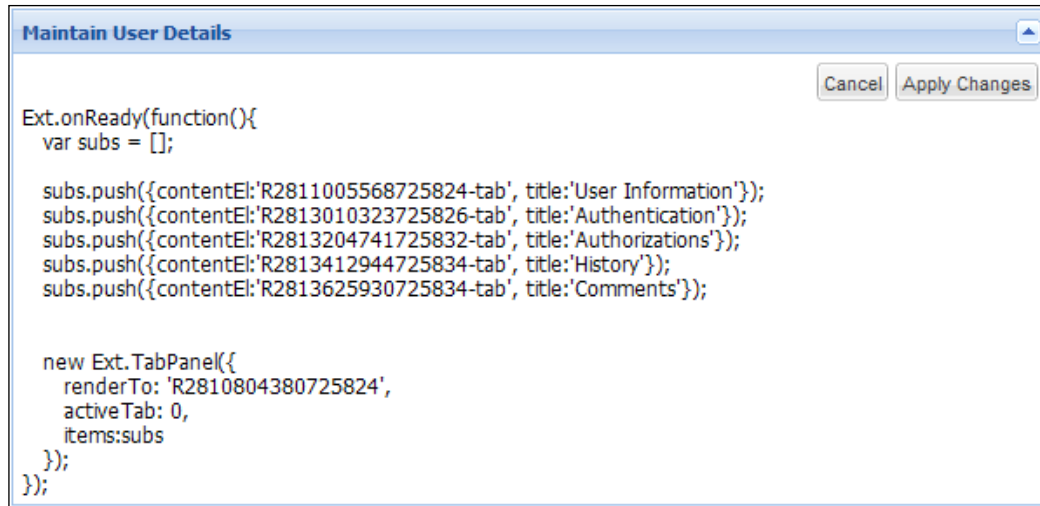 Maintain User Details
Cancel Apply Changes
Ext.onReady(function(){
var subs = [];
subs.push({contentEl:'R2811005568725824-tab', title:'User Information'});
subs.push({contentEl:'R2813010323725826-tab', title:'Authentication'});
subs.push({contentEl:'R2813204741725832-tab', title:'Authorizations'});
subs.push({contentEl:'R2813412944725834-tab', title:'History'});
subs.push({contentEl:'R2813625930725834-tab', title:'Comments'});
new Ext.TabPanel({
renderTo: 'R2810804380725824',
activeTab: 0,
items:subs
});
});